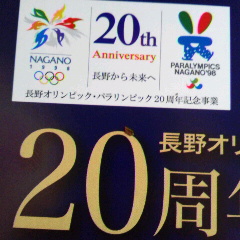 NAGANO
1998
20th
Anniversary
長野から未来へ
PARALYMPICS
NAGANO'98
長野オリンピック・パラリンピック20周年記念事業
長野オリ
20周年